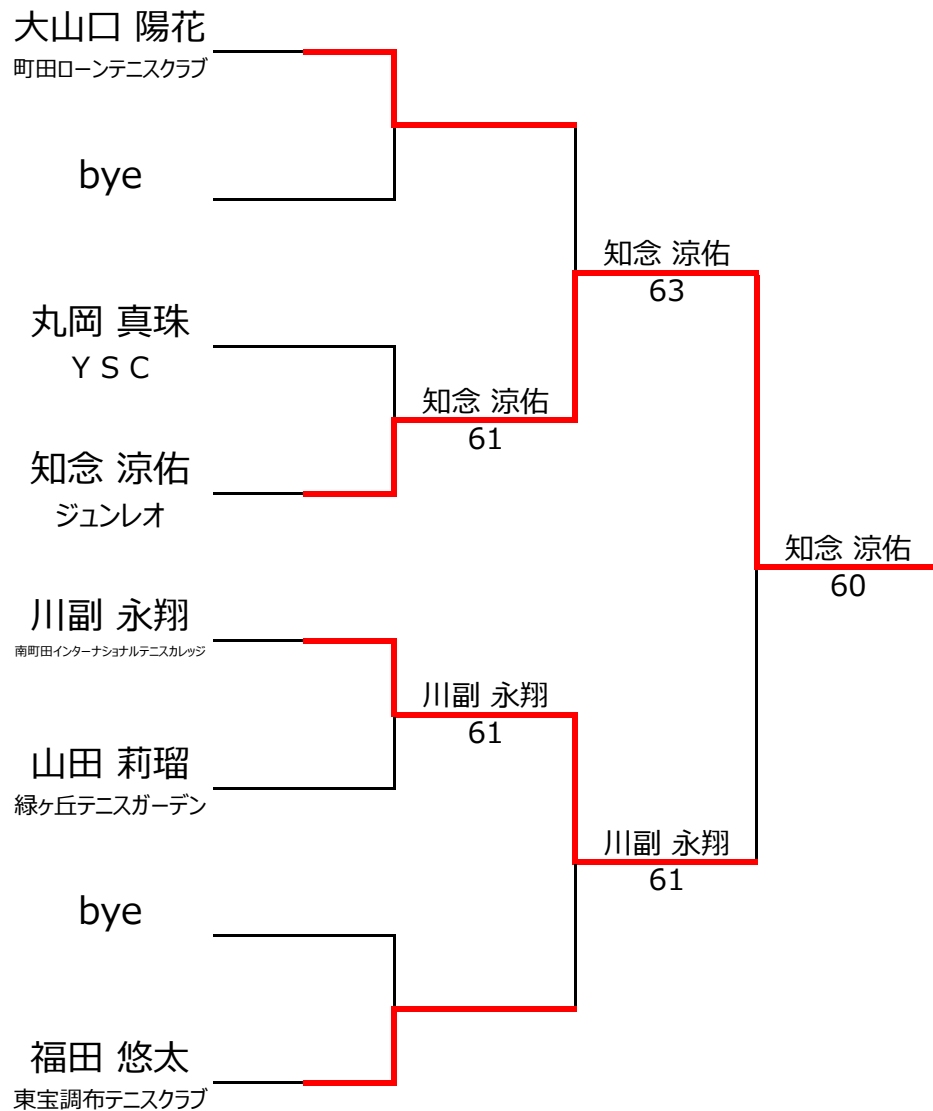 大山口 陽花
町田ローンテニスクラブ
bye
丸岡 真珠
ＹＳＣ
知念 涼佑
ジュンレオ
川副 永翔
南町田インターナショナルテニスカレッジ
山田 莉瑠
緑ヶ丘テニスガーデン
bye
福田 悠太
東宝調布テニスクラブ
知念 涼佑
61
川副 永翔
61
知念 涼佑
63
川副 永翔
61
知念 涼佑
60